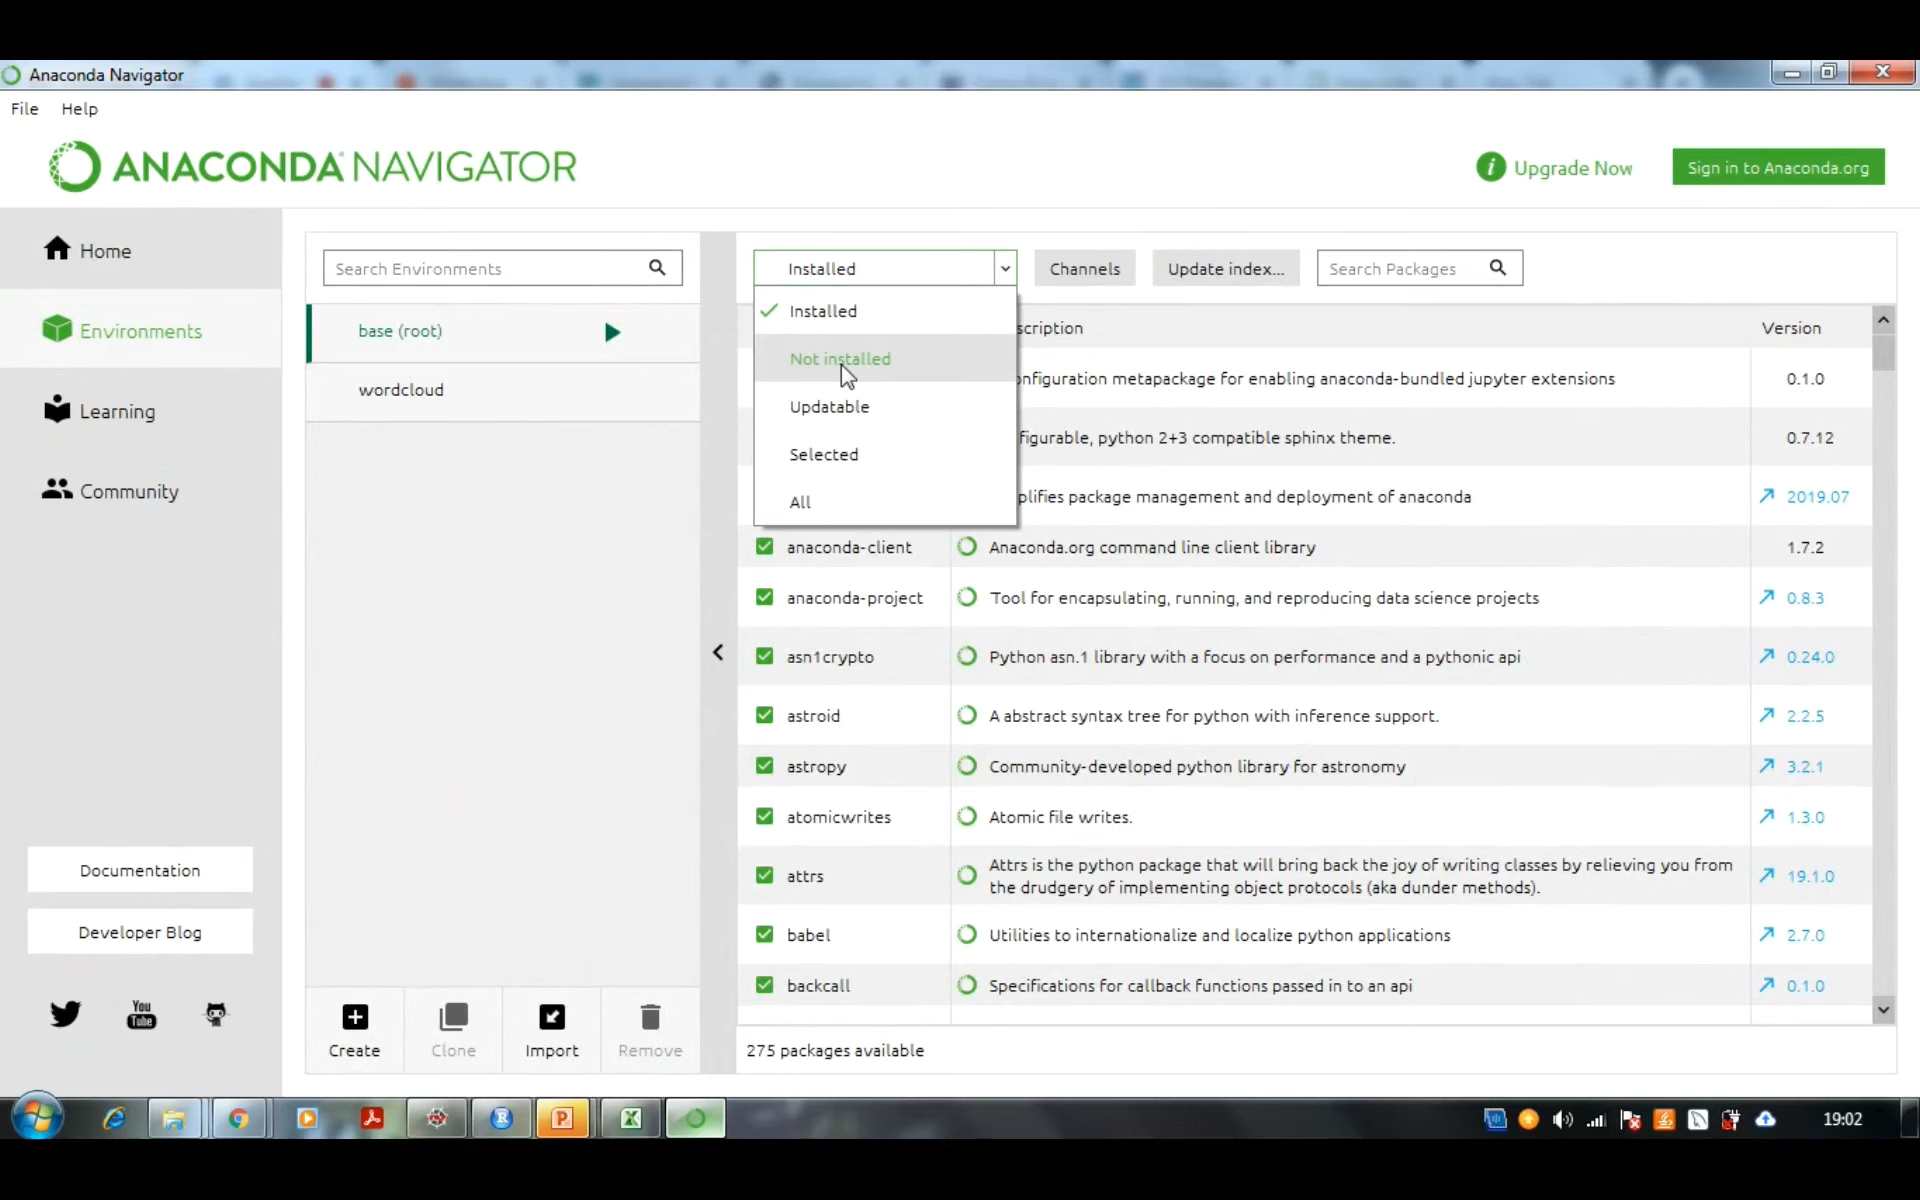 Anaconda Navigator
File Help
ANACONDA NAVIGATOR
i Upgrade Now
Sign in to Anaconda.org
Home
Environments
Learning
Community
Documentation
Developer Blog
You
Tube
Search Environments
base (root)
wordcloud
Create
Clone
Import
Remove
Installed
Channels
Update index...
Search Packages
Installed
Not installed
Updatable
Selected
All
scription
Version
onfiguration metapackage for enabling anaconda-bundled jupyter extensions 0.1.0
figurable, python 2+3 compatible sphinx theme. 0.7.12
plifies package management and deployment of anaconda 2019.07
anaconda-client Anaconda.org command line client library 1.7.2
anaconda-project Tool for encapsulating, running, and reproducing data science projects 0.8.3
asn1crypto Python asn.1 library with a focus on performance and a pythonic api 0.24.0
astroid A abstract syntax tree for python with inference support. 2.2.5
astropy Community-developed python library for astronomy 3.2.1
atomicwrites Atomic file writes. 1.3.0
attrs Attrs is the python package that will bring back the joy of writing classes by relieving you from
the drudgery of implementing object protocols (aka dunder methods). 19.1.0
babel Utilities to internationalize and localize python applications 2.7.0
backcall Specifications for callback functions passed in to an api 0.1.0
275 packages available
19:02